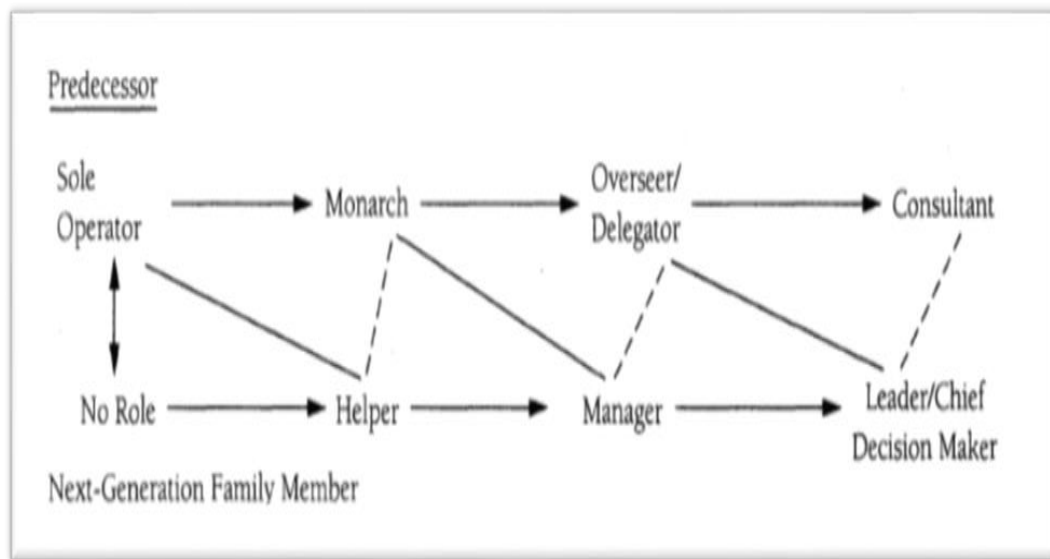 Predecessor
Sole
Operator
Monarch
Overseer/
Delegator
Consultant
No Role
Helper
Manager
Leader/Chief
Decision Maker
Next-Generation Family Member